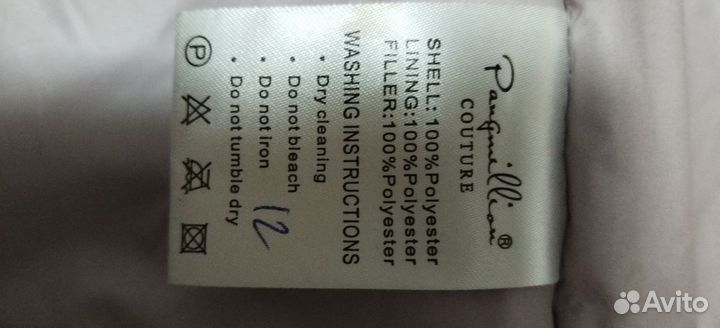 Pangmillion®
COUTURE
SHELL: 100%Polyester
LINING:100%Polyester
FILLER:100%Polyester
WASHING INSTRUCTIONS
• Dry cleaning
• Do not bleach
• Do not iron
• Do not tumble dry
12
P
Avito